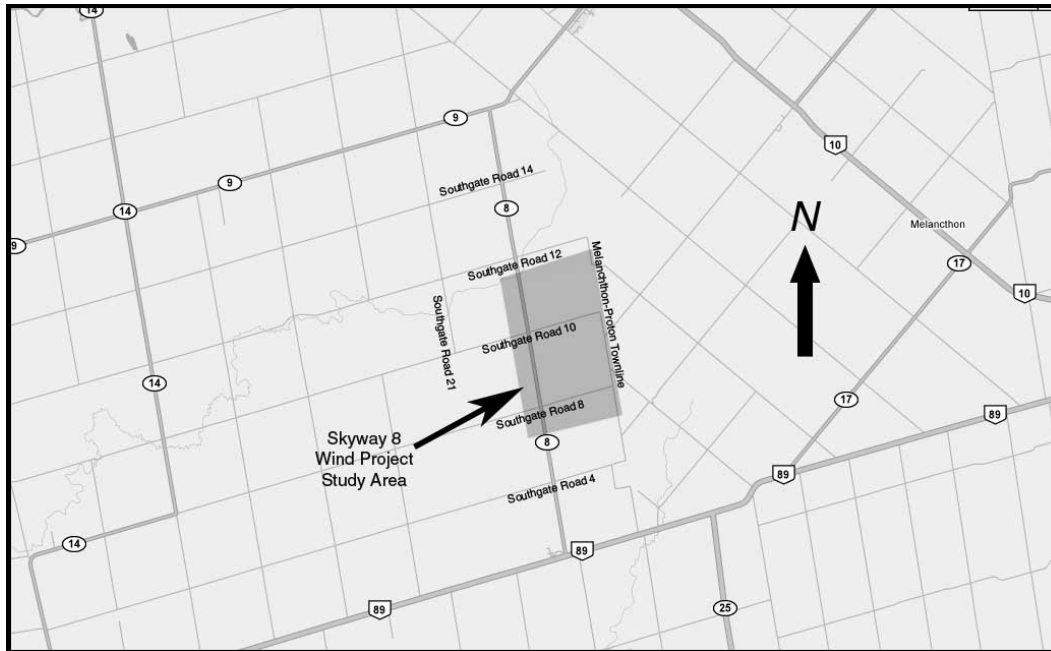 14
9
10
Southgate Road 14
9
14
8
N
Melancthon
9
17
Southgate Road 12
Melanchthon-Proton Townline
10
Southgate Road 21
Southgate Road 10
14
17
Southgate Road 8
89
Skyway 8
Wind Project
Study Area
8
89
Southgate Road 4
14
89
89
25